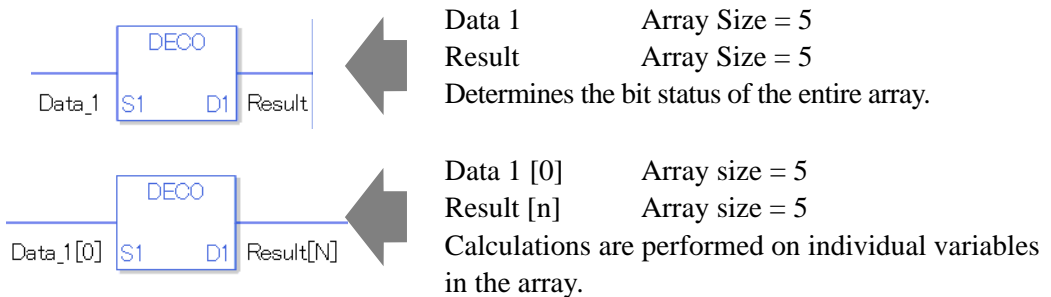 DECO
Data_1 S1 D1 Result
Data 1 Array Size = 5
Result Array Size = 5
Determines the bit status of the entire array.
DECO
Data_1[0] S1 D1 Result[N]
Data 1 [0] Array size = 5
Result [n] Array size = 5
Calculations are performed on individual variables
in the array.